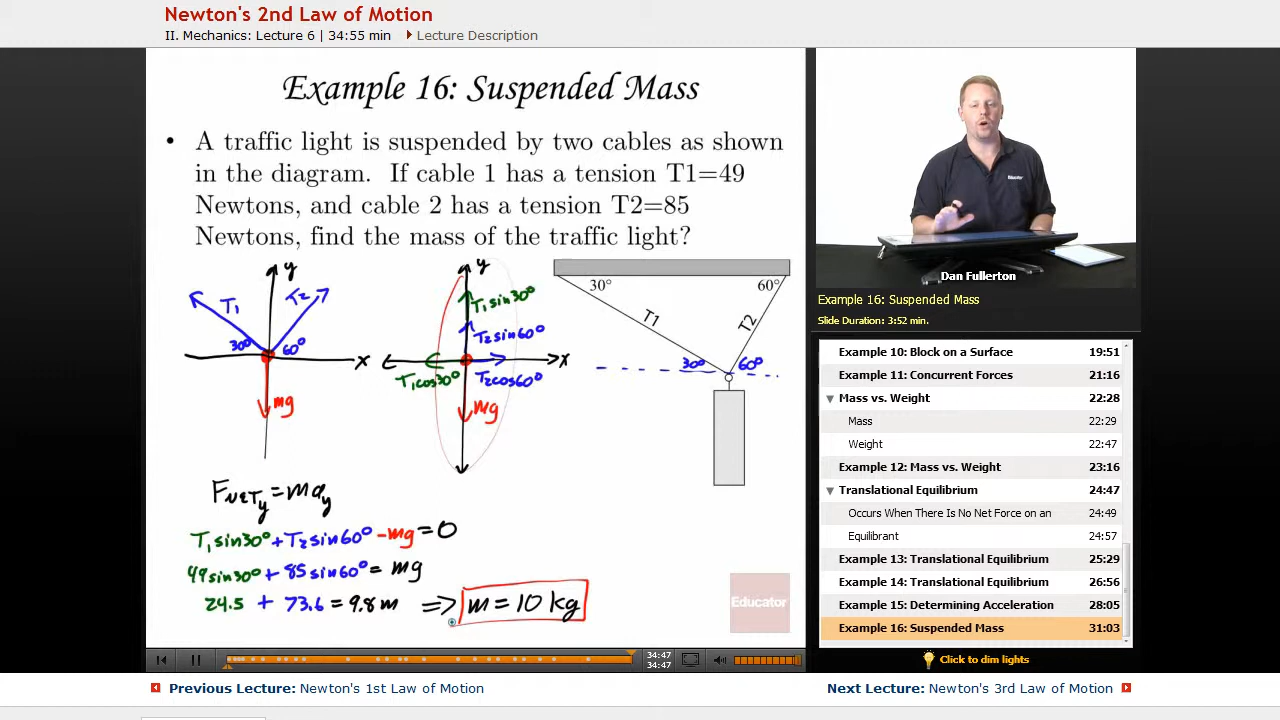 Newton's 2nd Law of Motion
II. Mechanics: Lecture 6 | 34:55 min
Lecture Description
Example 16: Suspended Mass
• A traffic light is suspended by two cables as shown
in the diagram. If cable 1 has a tension T1=49
Newtons, and cable 2 has a tension T2=85
Newtons, find the mass of the traffic light?
y
T1
T2
30°
60°
x
mg
y
T1sin30°
T2sin60°
x
T1cos30°
T2cos60°
mg
30°
60°
T1
T2
30°
60°
FNETy=may
T1sin30°+T2sin60°-mg=0
49sin30°+85sin60°=mg
24.5 + 73.6=9.8m => m=10 kg
Educator
Educator
Dan Fullerton
Example 16: Suspended Mass
Slide Duration: 3:52 min.
Example 10: Block on a Surface 19:51
Example 11: Concurrent Forces 21:16
Mass vs. Weight 22:28
Mass 22:29
Weight 22:47
Example 12: Mass vs. Weight 23:16
Translational Equilibrium 24:47
Occurs When There Is No Net Force on an 24:49
Equilibrant 24:57
Example 13: Translational Equilibrium 25:29
Example 14: Translational Equilibrium 26:56
Example 15: Determining Acceleration 28:05
Example 16: Suspended Mass 31:03
34:47
34:47
Click to dim lights
Previous Lecture: Newton's 1st Law of Motion
Next Lecture: Newton's 3rd Law of Motion